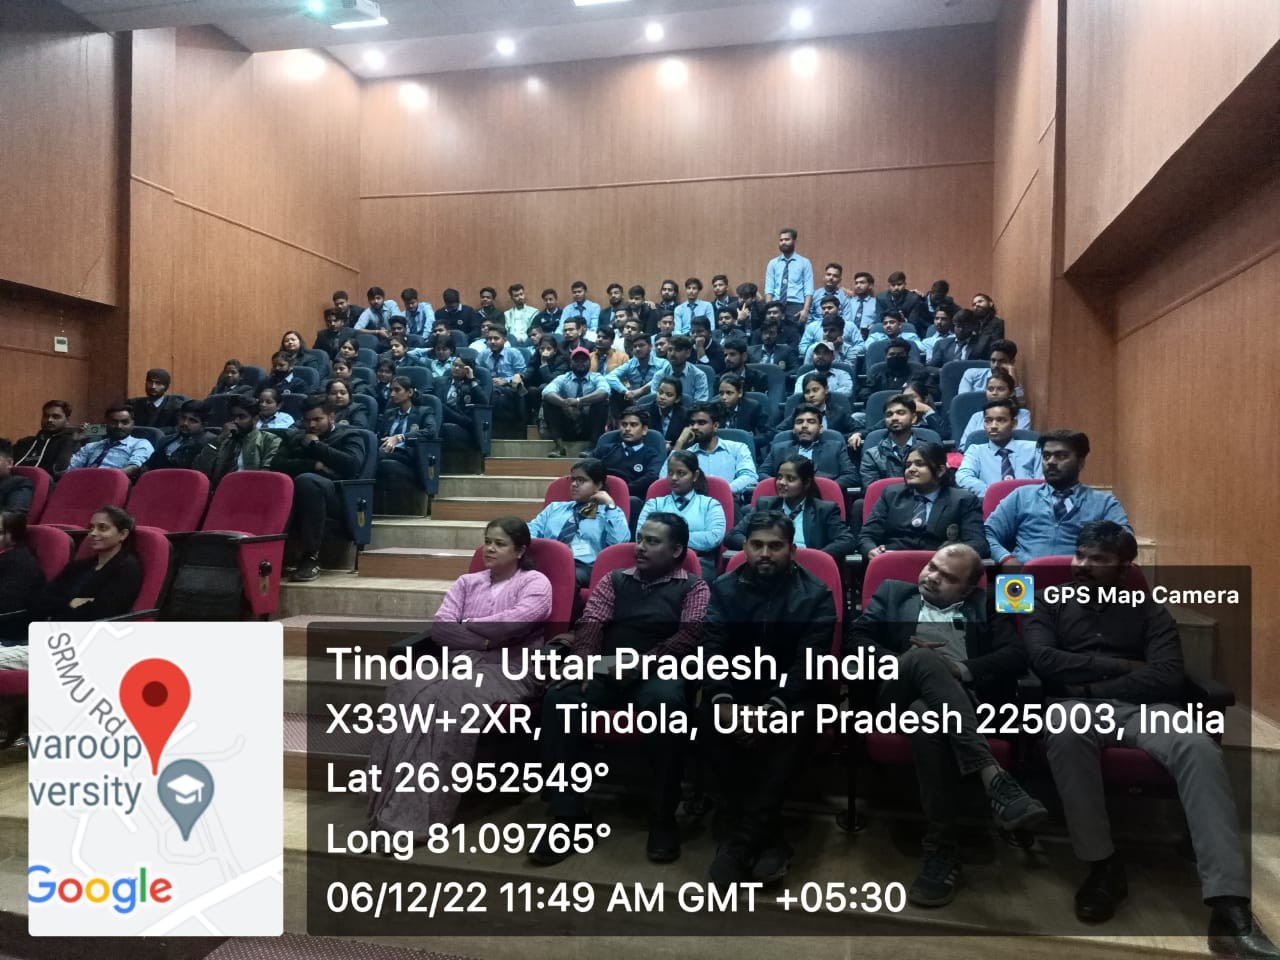 GPS Map Camera
Tindola, Uttar Pradesh, India
X33W+2XR, Tindola, Uttar Pradesh 225003, India
Lat 26.952549°
Long 81.09765°
06/12/22 11:49 AM GMT +05:30
SRMU Rd
waroop
versity
Google